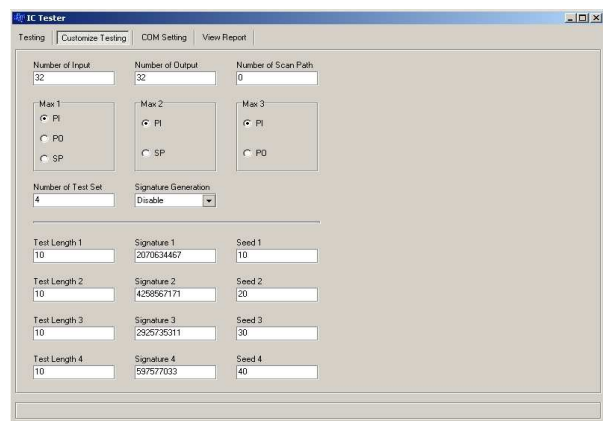 IC Tester
Testing Customize Testing COM Setting View Report
Number of Input Number of Output Number of Scan Path
32 32 0
Max 1 Max 2 Max 3
PI PI PI
PO
SP SP PO
Number of Test Set Signature Generation
4 Disable
Test Length 1 Signature 1 Seed 1
10 2070634467 10
Test Length 2 Signature 2 Seed 2
10 4258567171 20
Test Length 3 Signature 3 Seed 3
10 2925735311 30
Test Length 4 Signature 4 Seed 4
10 597577033 40